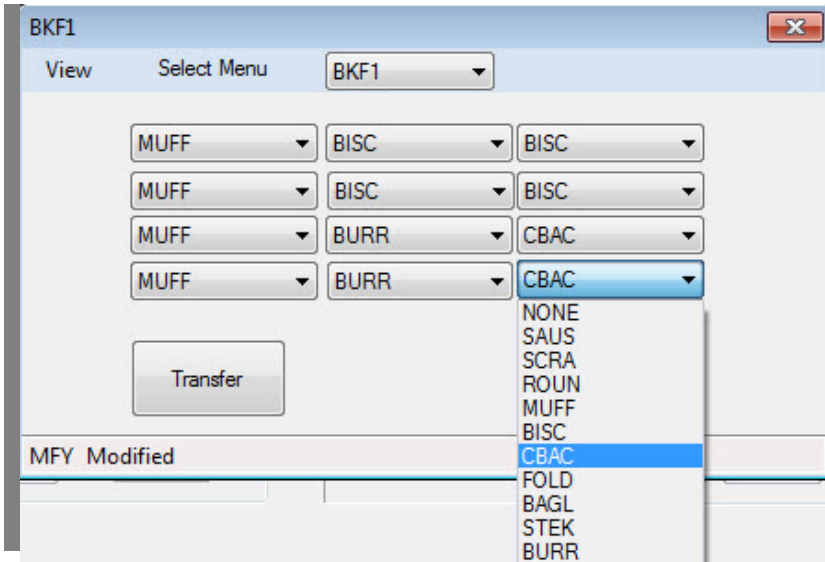 BKF1
View Select Menu BKF1
MUFF BISC BISC
MUFF BISC BISC
MUFF BURR CBAC
MUFF BURR CBAC
NONE
SAUS
SCRA
ROUN
MUFF
BISC
CBAC
FOLD
BAGL
STEK
BURR
Transfer
MFY Modified